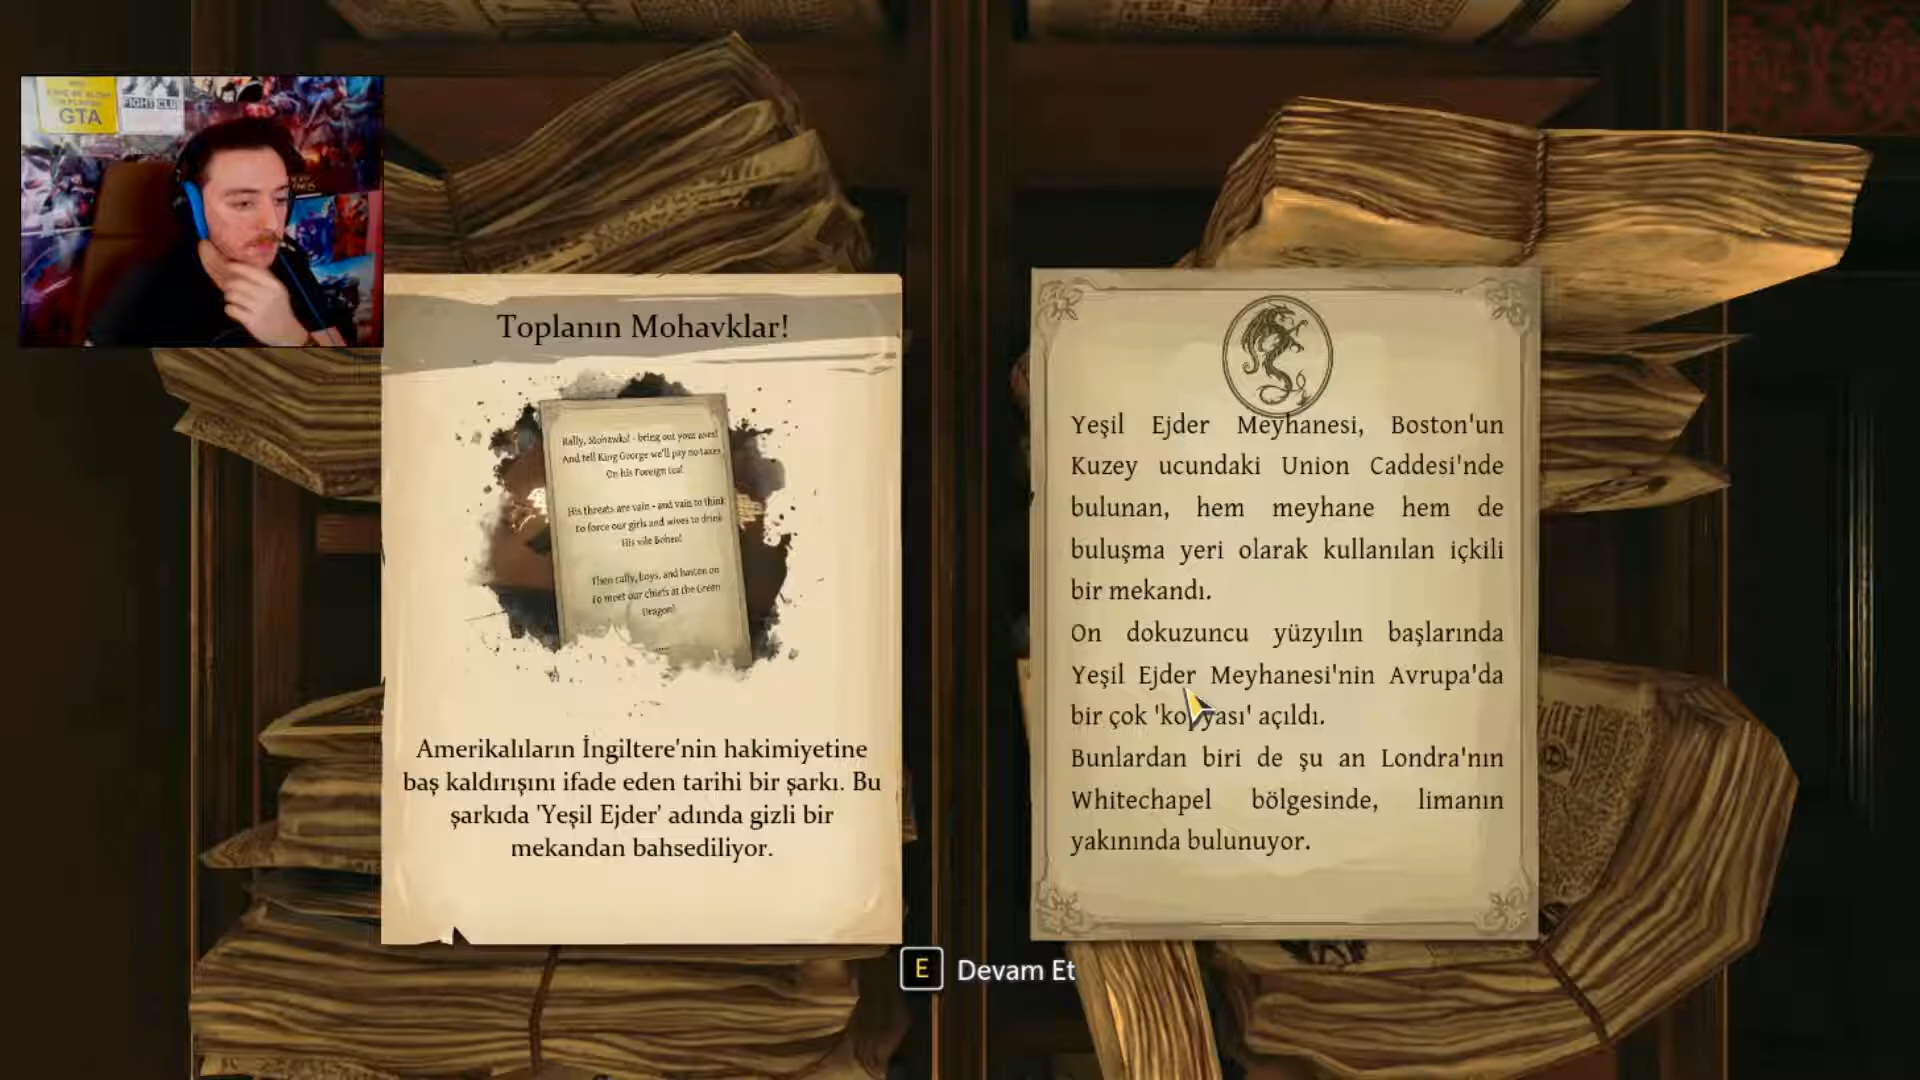 GTA
FIGHT CLU
Toplanın Mohavklar!
Rally, Mohawks! - bring out your axes!
And tell King George we'll pay no taxes
On his Foreign tea!
His threats are vain - and vain to think
To force our girls and wives to drink
His vile Bohea!
Then rally, boys, and hasten on
To meet our chiefs at the Green
Dragon!
Amerikalıların İngiltere'nin hakimiyetine
baş kaldırışını ifade eden tarihi bir şarkı. Bu
şarkıda 'Yeşil Ejder' adında gizli bir
mekandan bahsediliyor.
Yeşil Ejder Meyhanesi, Boston'un
Kuzey ucundaki Union Caddesi'nde
bulunan, hem meyhane hem de
buluşma yeri olarak kullanılan içkili
bir mekandı.
On dokuzuncu yüzyılın başlarında
Yeşil Ejder Meyhanesi'nin Avrupa'da
bir çok 'kopyası' açıldı.
Bunlardan biri de şu an Londra'nın
Whitechapel bölgesinde, limanın
yakınında bulunuyor.
E Devam Et